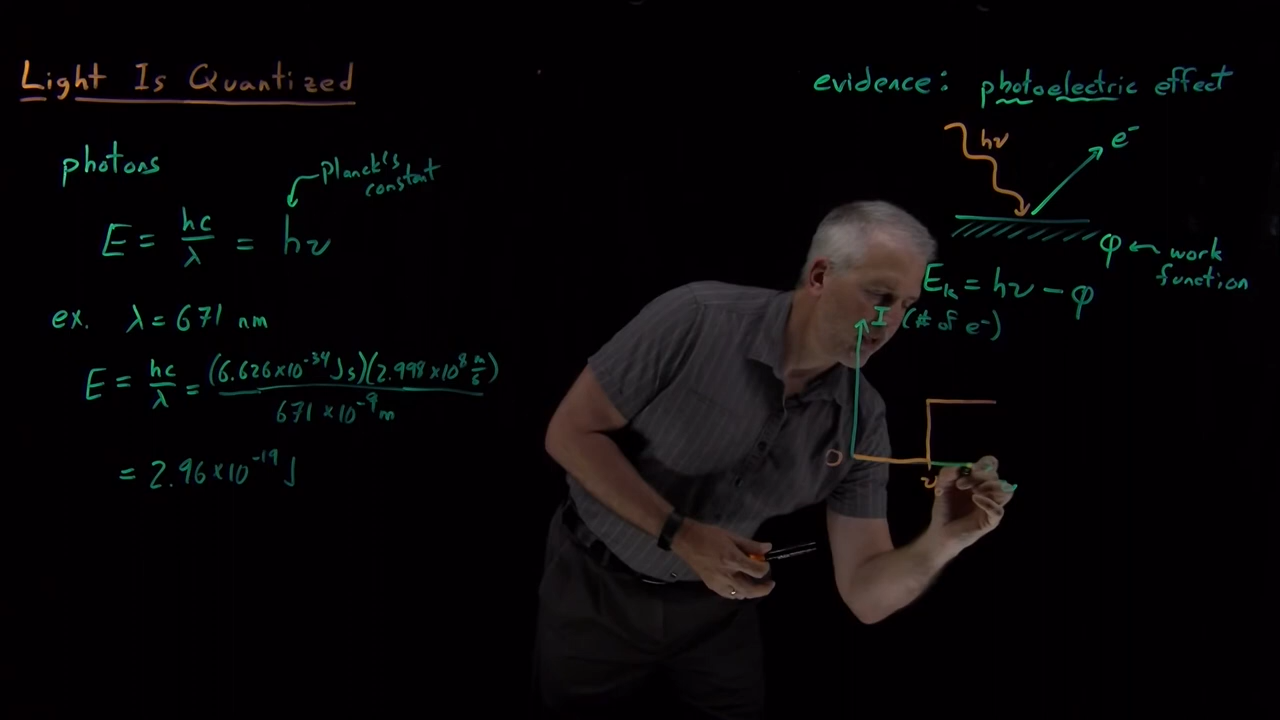 Light Is Quantized
photons
Planck's
constant
E = hc/λ = hν
ex. λ = 671 nm
E = hc/λ = (6.626×10⁻³⁴ J s)(2.998×10⁸ m/s) / 671×10⁻⁹ m
= 2.96×10⁻¹⁹ J
evidence: photoelectric effect
hν
e⁻
φ ← work
function
Eₖ = hν − φ
I (# of e⁻)
0
ν₀